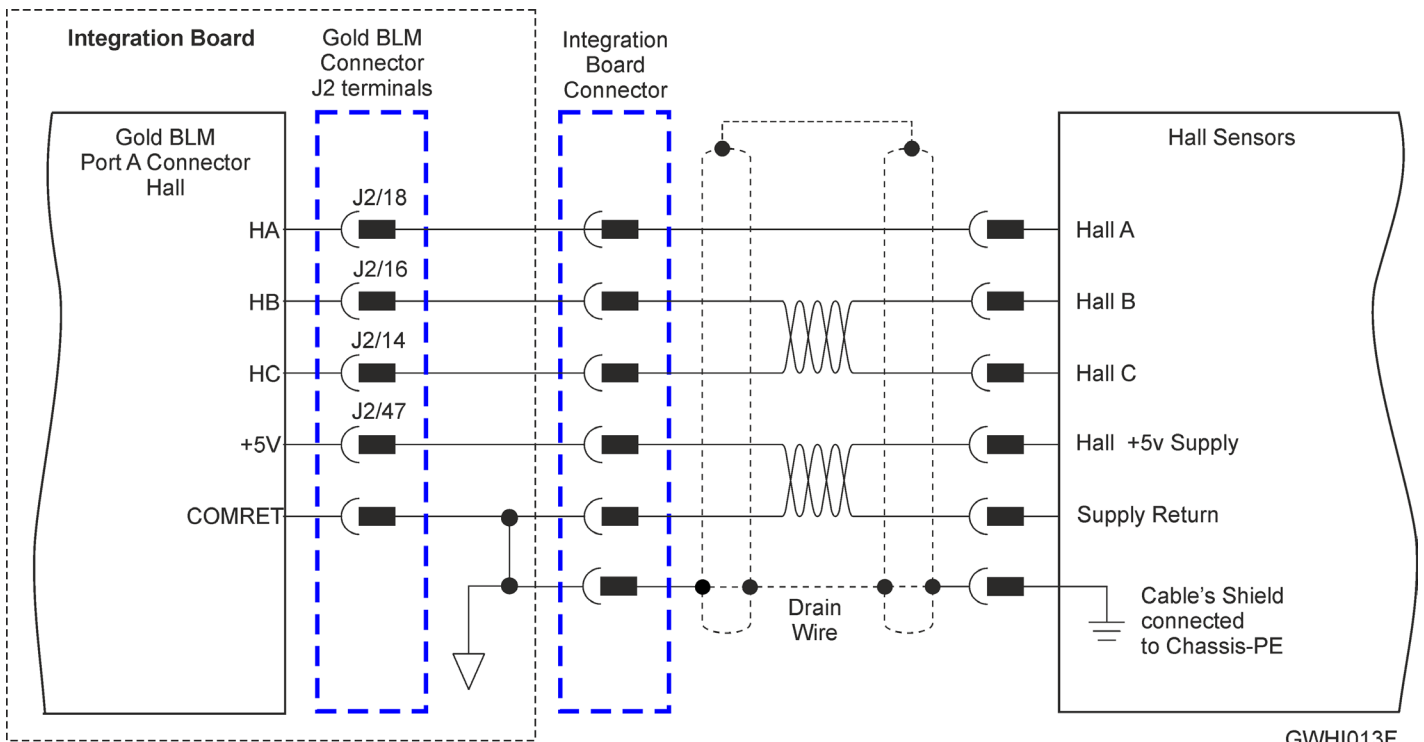 Integration Board
Gold BLM
Connector
J2 terminals
Integration
Board
Connector
Gold BLM
Port A Connector
Hall
Hall Sensors
J2/18
HA
Hall A
J2/16
HB
Hall B
J2/14
HC
Hall C
J2/47
+5V
Hall +5v Supply
COMRET
Supply Return
Drain
Wire
Cable's Shield
connected
to Chassis-PE